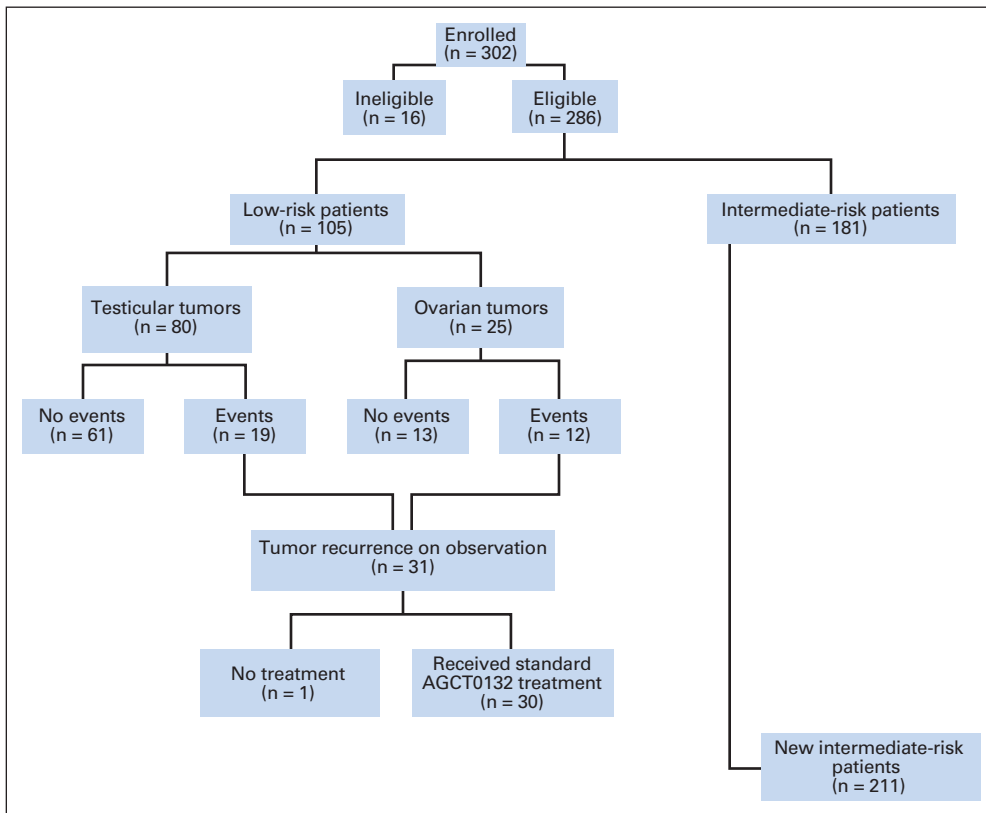 Enrolled
(n = 302)
Ineligible
(n = 16)
Eligible
(n = 286)
Low-risk patients
(n = 105)
Intermediate-risk patients
(n = 181)
Testicular tumors
(n = 80)
Ovarian tumors
(n = 25)
No events
(n = 61)
Events
(n = 19)
No events
(n = 13)
Events
(n = 12)
Tumor recurrence on observation
(n = 31)
No treatment
(n = 1)
Received standard
AGCT0132 treatment
(n = 30)
New intermediate-risk
patients
(n = 211)